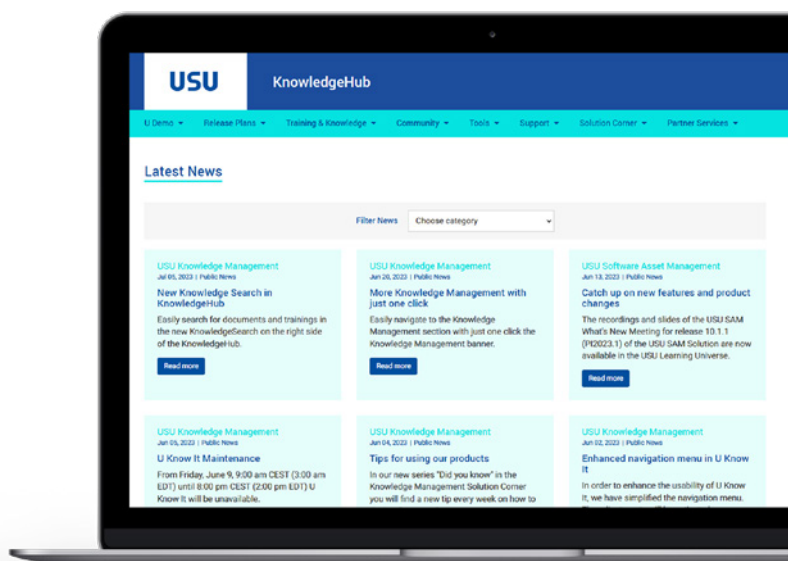 USU
KnowledgeHub
U Demo
Release Plans
Training & Knowledge
Community
Tools
Support
Solution Corner
Partner Services
Latest News
Filter News
Choose category
USU Knowledge Management
Jul 05, 2023 | Public News
New Knowledge Search in
KnowledgeHub
Easily search for documents and trainings in
the new KnowledgeSearch on the right side
of the KnowledgeHub.
Read more
USU Knowledge Management
Jun 20, 2023 | Public News
More Knowledge Management with
just one click
Easily navigate to the Knowledge
Management section with just one click the
Knowledge Management banner.
Read more
USU Software Asset Management
Jun 13, 2023 | Public News
Catch up on new features and product
changes
The recordings and slides of the USU SAM
What's New Meeting for release 10.1.1
(PI2023.1) of the USU SAM Solution are now
available in the USU Learning Universe.
Read more
USU Knowledge Management
Jun 05, 2023 | Public News
U Know It Maintenance
From Friday, June 9, 9:00 am CEST (3:00 am
EDT) until 8:00 pm CEST (2:00 pm EDT) U
Know It will be unavailable.
USU Knowledge Management
Jun 04, 2023 | Public News
Tips for using our products
In our new series "Did you know" in the
Knowledge Management Solution Corner
you will find a new tip every week on how to
USU Knowledge Management
Jun 02, 2023 | Public News
Enhanced navigation menu in U Know
It
In order to enhance the usability of U Know
It, we have simplified the navigation menu.